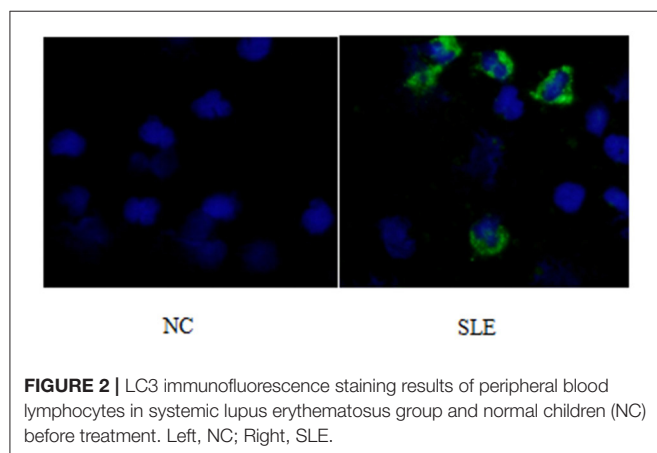 NC
SLE
FIGURE 2 | LC3 immunofluorescence staining results of peripheral blood
lymphocytes in systemic lupus erythematosus group and normal children (NC)
before treatment. Left, NC; Right, SLE.